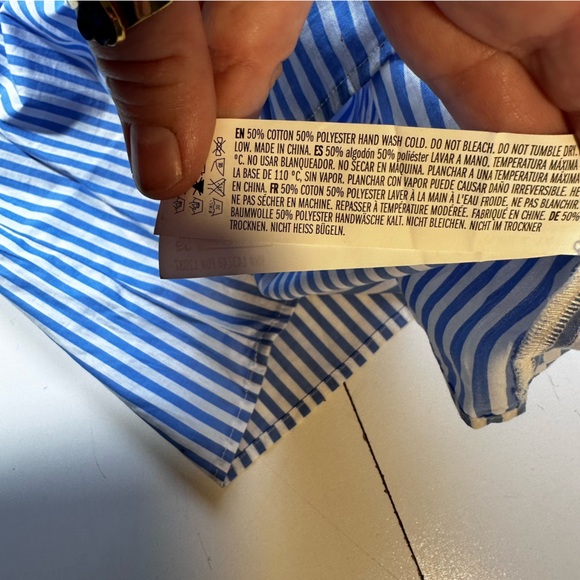 EN 50% COTTON 50% POLYESTER HAND WASH COLD. DO NOT BLEACH. DO NOT TUMBLE DRY.
LOW. MADE IN CHINA. ES 50% algodón 50% poliéster LAVAR A MANO. TEMPERATURA MÁXIMA
°C. NO USAR BLANQUEADOR. NO SECAR EN MÁQUINA. PLANCHAR A UNA TEMPERATURA MÁXIMA
LA BASE DE 110 °C, SIN VAPOR. PLANCHAR CON VAPOR PUEDE CAUSAR DAÑO IRREVERSIBLE.
EN CHINA. FR 50% COTON 50% POLYESTER LAVER À LA MAIN À L'EAU FROIDE. NE PAS BLANCHIR
NE PAS SÉCHER EN MACHINE. REPASSER À TEMPÉRATURE MODÉRÉE. FABRIQUÉ EN CHINE. DE 50%
BAUMWOLLE 50% POLYESTER HANDWÄSCHE KALT. NICHT BLEICHEN. NICHT IM TROCKNER
TROCKNEN. NICHT HEISS BÜGELN.